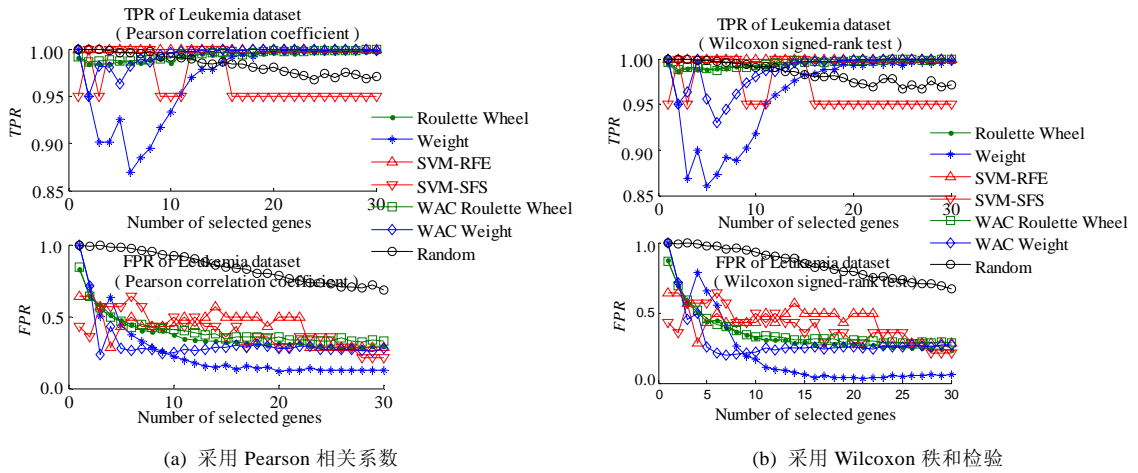 TPR of Leukemia dataset
( Pearson correlation coefficient )
1.00
0.95
0.90
0.85
TPR
0
10
20
30
Number of selected genes
Roulette Wheel
Weight
SVM-RFE
SVM-SFS
WAC Roulette Wheel
WAC Weight
Random
FPR of Leukemia dataset
( Pearson correlation coefficient )
1.0
0.5
0.0
FPR
0
10
20
30
Number of selected genes
(a) 采用 Pearson 相关系数
TPR of Leukemia dataset
( Wilcoxon signed-rank test )
1.00
0.95
0.90
0.85
TPR
0
10
20
30
Number of selected genes
Roulette Wheel
Weight
SVM-RFE
SVM-SFS
WAC Roulette Wheel
WAC Weight
Random
FPR of Leukemia dataset
( Wilcoxon signed-rank test )
1.0
0.5
0.0
FPR
0
5
10
15
20
25
30
Number of selected genes
(b) 采用 Wilcoxon 秩和检验